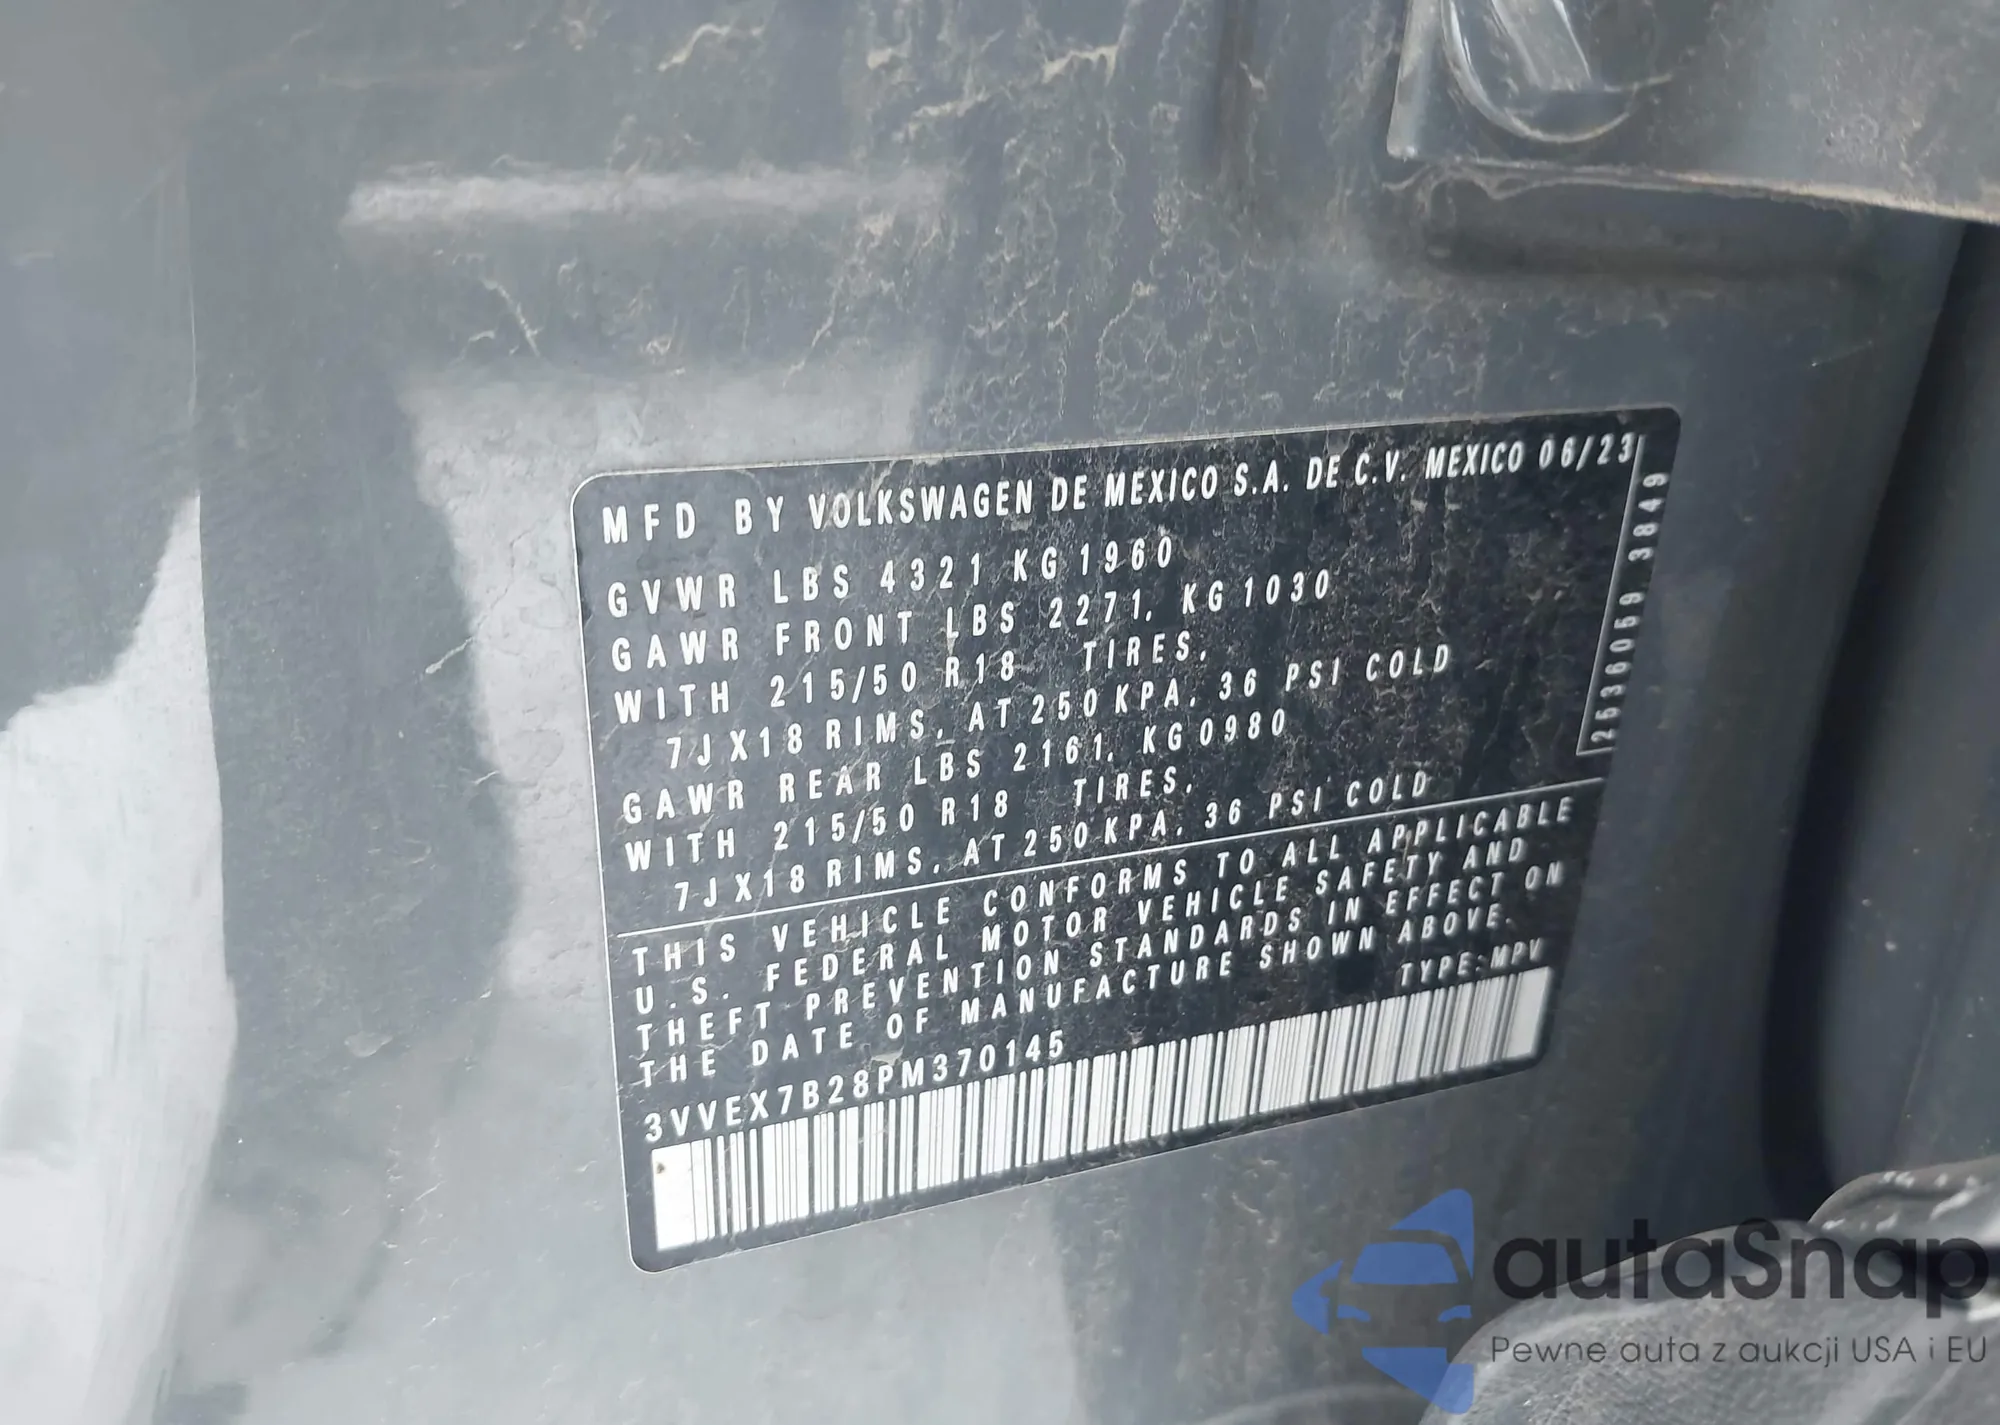 MFD BY VOLKSWAGEN DE MEXICO S.A. DE C.V. MEXICO 06/23
GVWR LBS 4321 KG 1960
GAWR FRONT LBS 2271, KG 1030
WITH 215/50 R18 TIRES,
7J X18 RIMS, AT 250 KPA, 36 PSI COLD
GAWR REAR LBS 2161, KG 0980
WITH 215/50 R18 TIRES,
7J X18 RIMS, AT 250 KPA, 36 PSI COLD
2536059 3849
THIS VEHICLE CONFORMS TO ALL APPLICABLE
U.S. FEDERAL MOTOR VEHICLE SAFETY AND
THEFT PREVENTION STANDARDS IN EFFECT ON
THE DATE OF MANUFACTURE SHOWN ABOVE.
TYPE: MPV
3VVEX7B28PM370145
autaSnap
Pewne auta z aukcji USA i EU